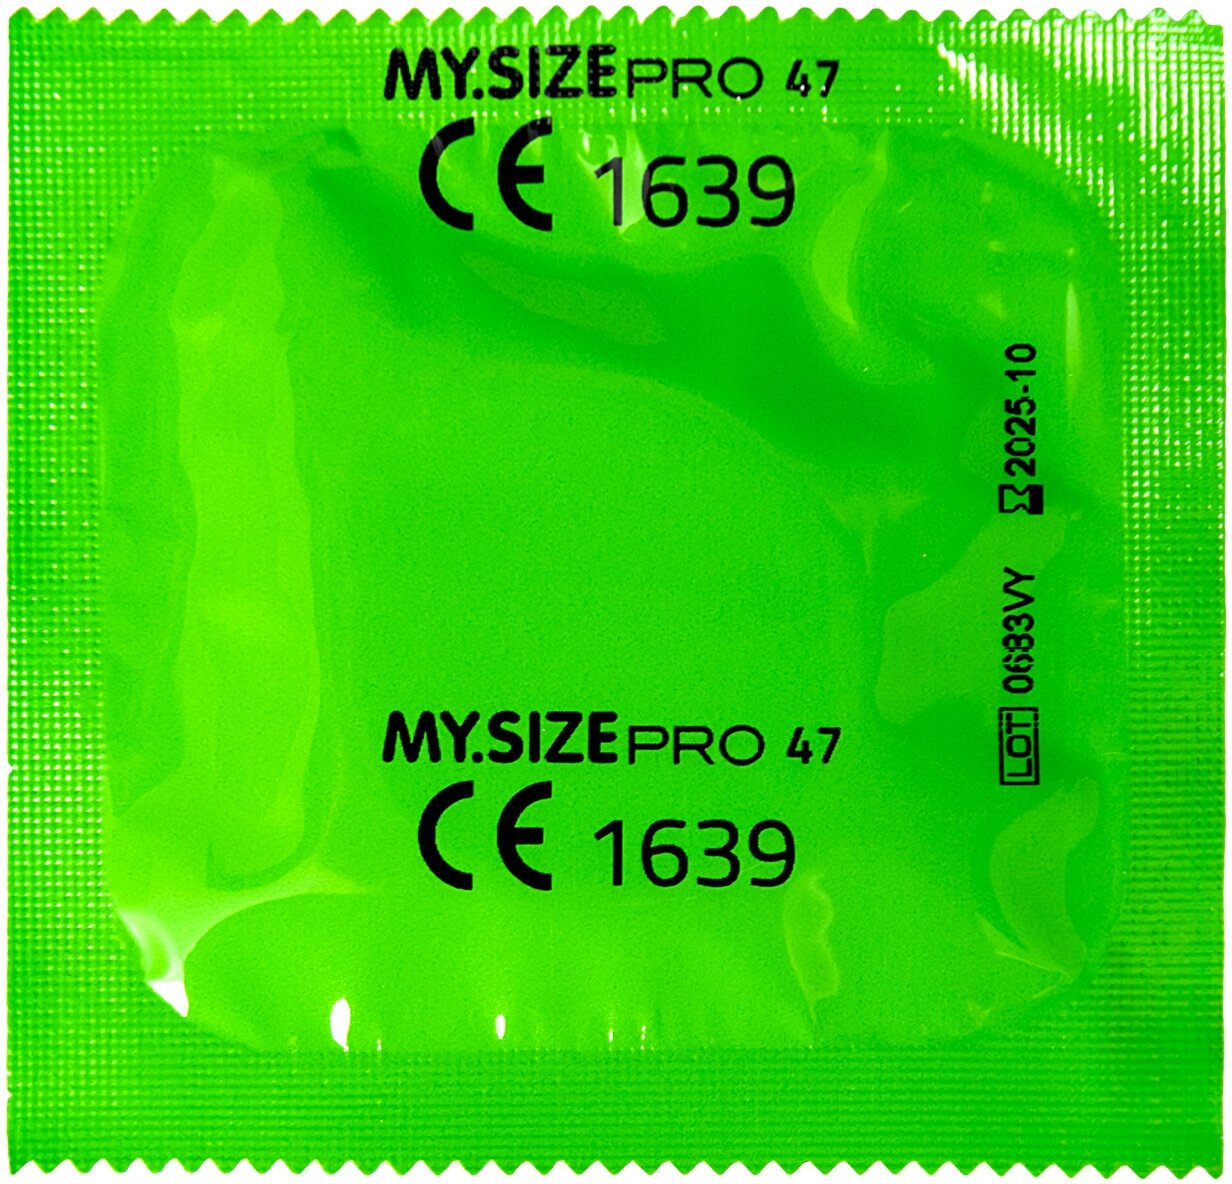 MY.SIZE PRO 47
CE 1639
2025-10
LOT 0683VY
MY.SIZE PRO 47
CE 1639